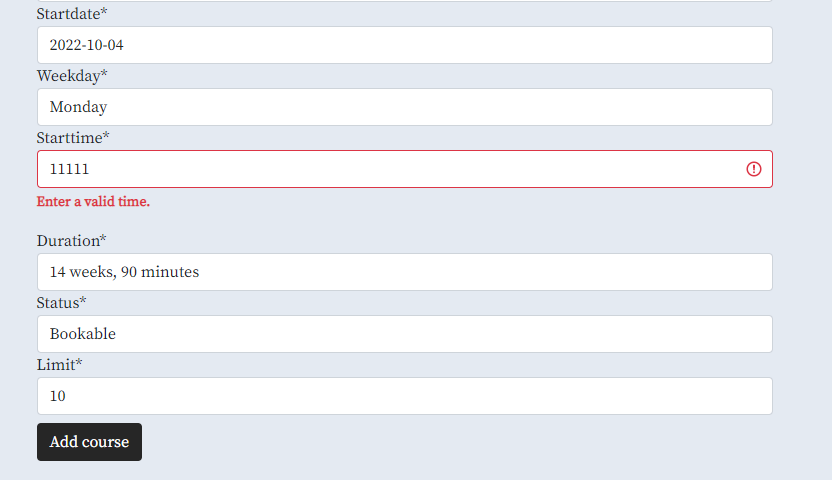 Startdate*
2022-10-04
Weekday*
Monday
Starttime*
11111
Enter a valid time.
Duration*
14 weeks, 90 minutes
Status*
Bookable
Limit*
10
Add course